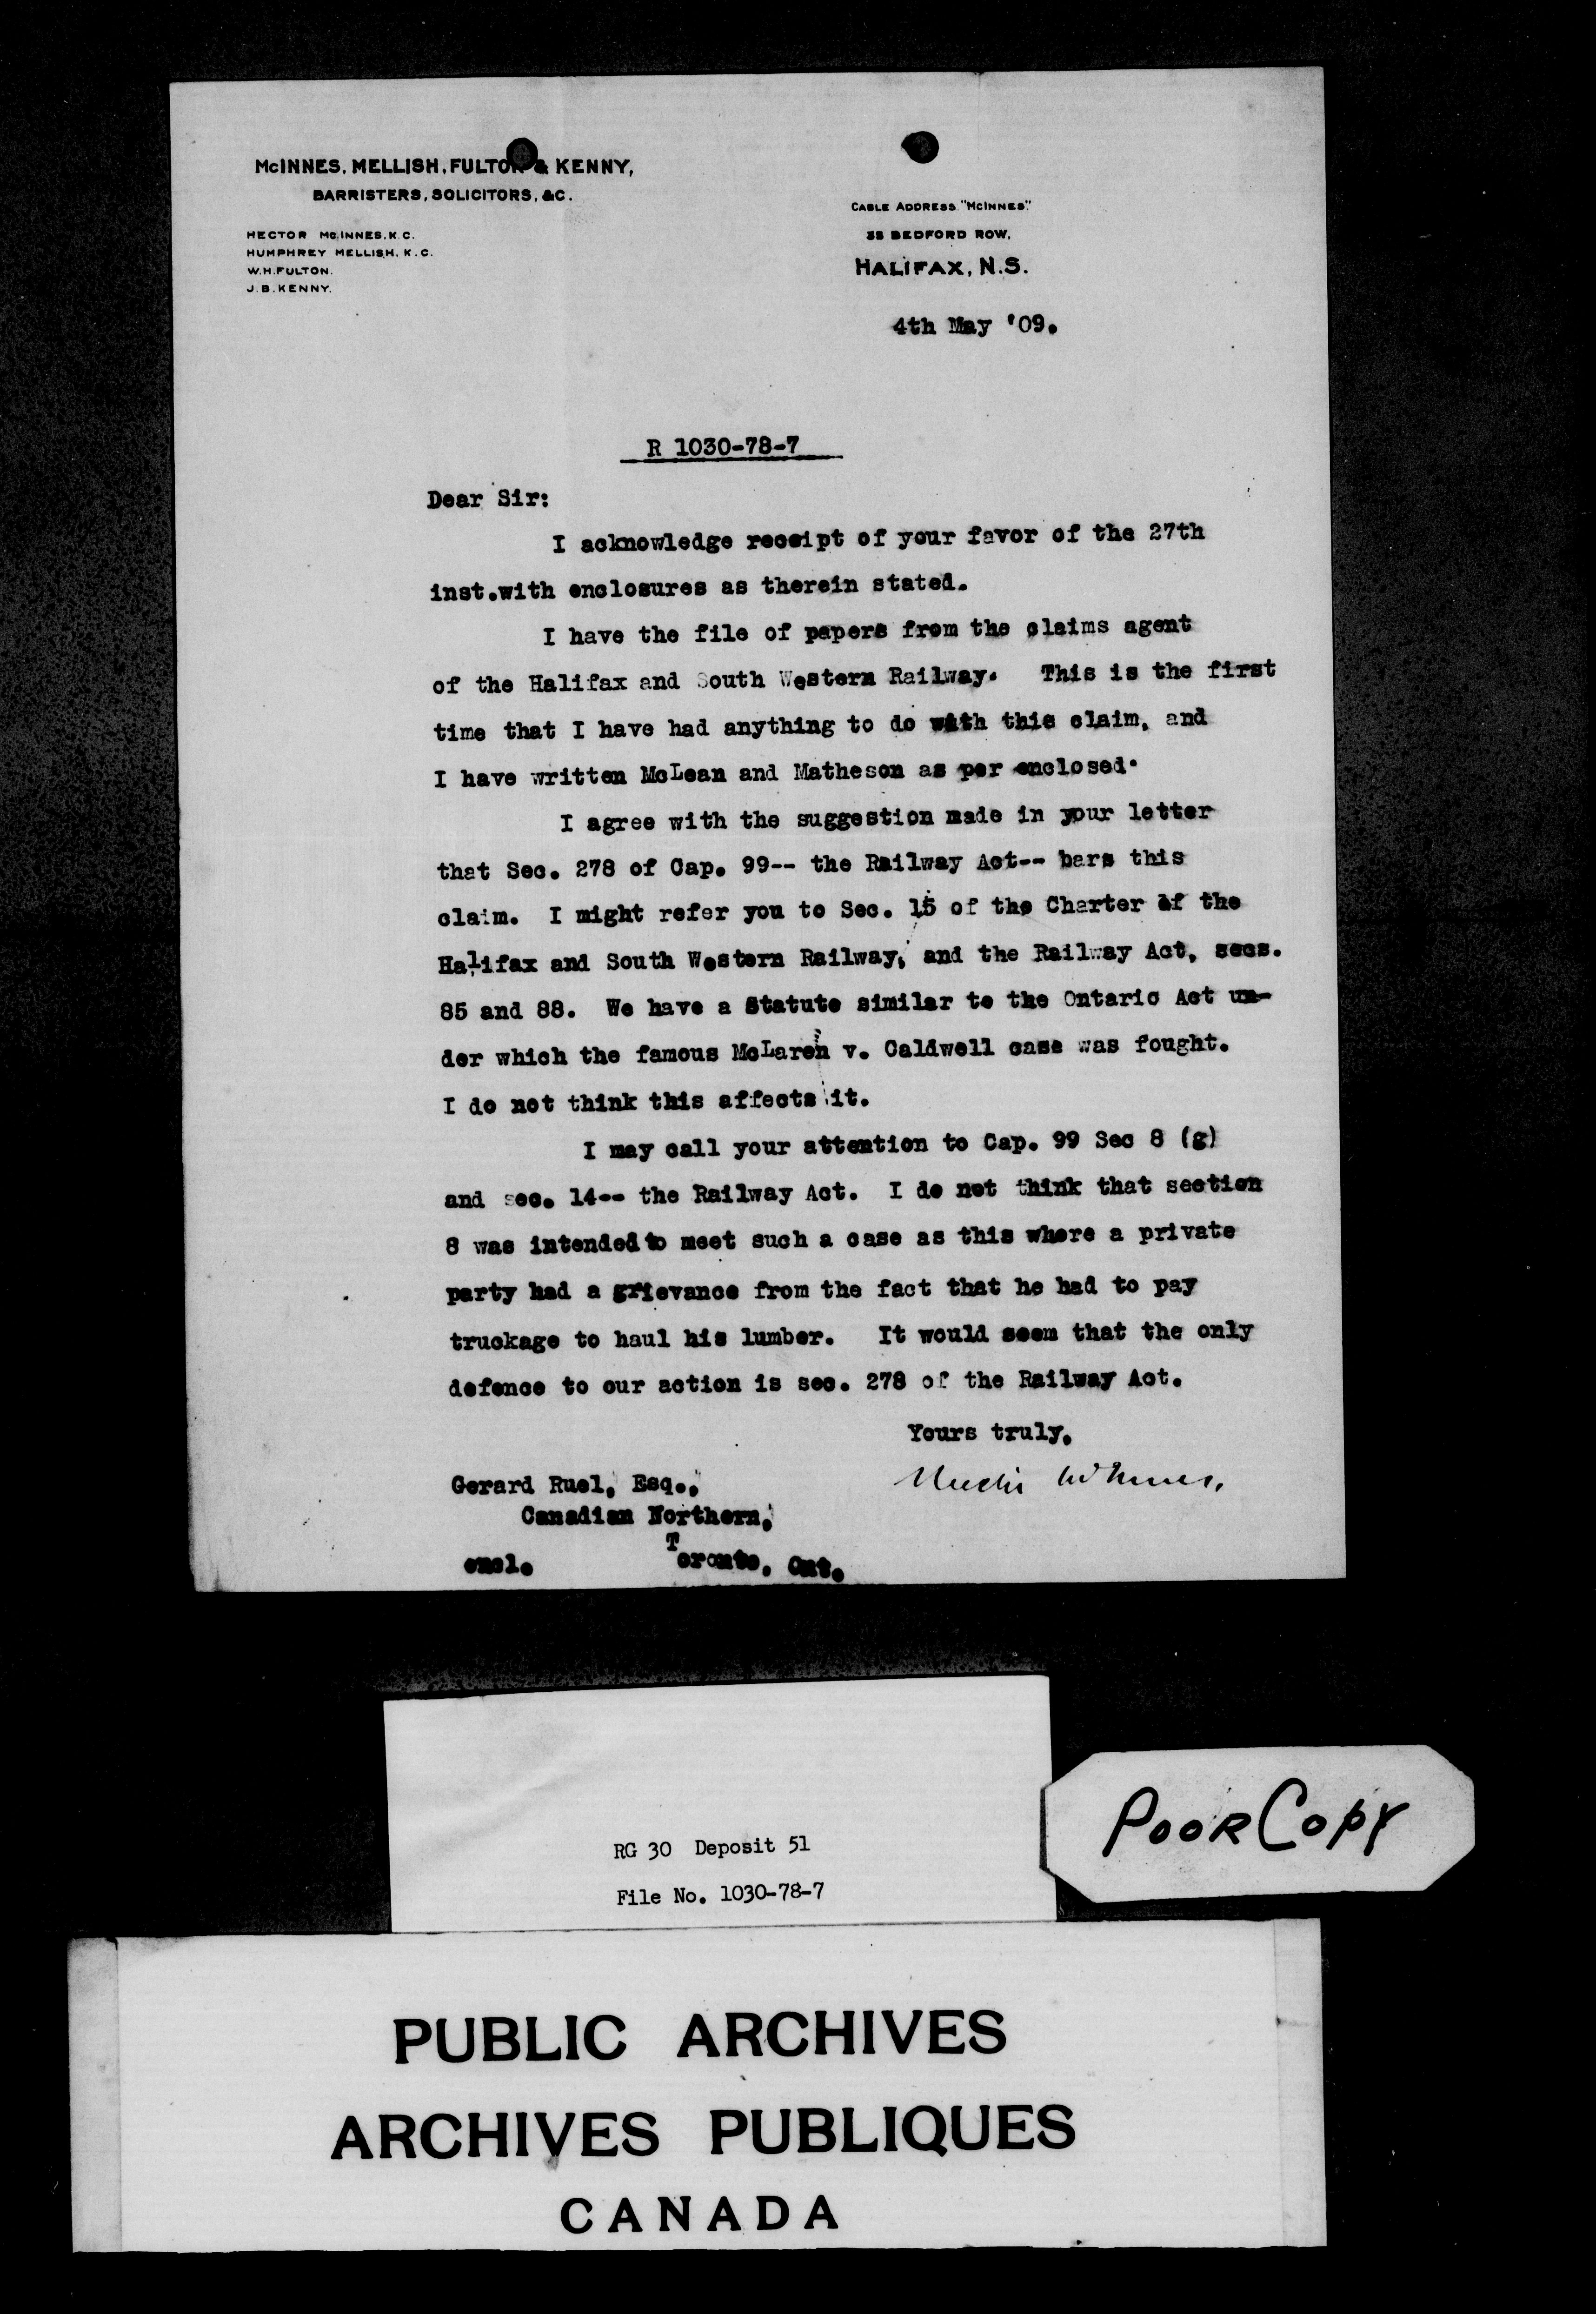 McINNES, MELLISH, FULTON & KENNY,
BARRISTERS, SOLICITORS, &C.
HECTOR McINNES, K.C.
HUMPHREY MELLISH, K.C.
W.H. FULTON.
J.B. KENNY.
CABLE ADDRESS "McINNES"
35 BEDFORD ROW,
HALIFAX, N.S.
4th May '09.
R 1030-78-7
Dear Sir:
I acknowledge receipt of your favor of the 27th
inst.with enclosures as therein stated.
I have the file of papers from the claims agent
of the Halifax and South Western Railway. This is the first
time that I have had anything to do with this claim, and
I have written McLean and Matheson as per enclosed.
I agree with the suggestion made in your letter
that Sec. 278 of Cap. 99-- the Railway Act-- bars this
claim. I might refer you to Sec. 15 of the Charter of the
Halifax and South Western Railway, and the Railway Act, secs.
85 and 88. We have a Statute similar to the Ontario Act un-
der which the famous McLaren v. Caldwell case was fought.
I do not think this affects it.
I may call your attention to Cap. 99 Sec 8 (g)
and sec. 14-- the Railway Act. I do not think that section
8 was intended to meet such a case as this where a private
party had a grievance from the fact that he had to pay
truckage to haul his lumber. It would seem that the only
defence to our action is sec. 278 of the Railway Act.
Yours truly,
Hector McInnes,
Gerard Ruel, Esq.,
Canadian Northern,
encl. Toronto, Ont.
RG 30 Deposit 51
File No. 1030-78-7
POOR COPY
PUBLIC ARCHIVES
ARCHIVES PUBLIQUES
CANADA